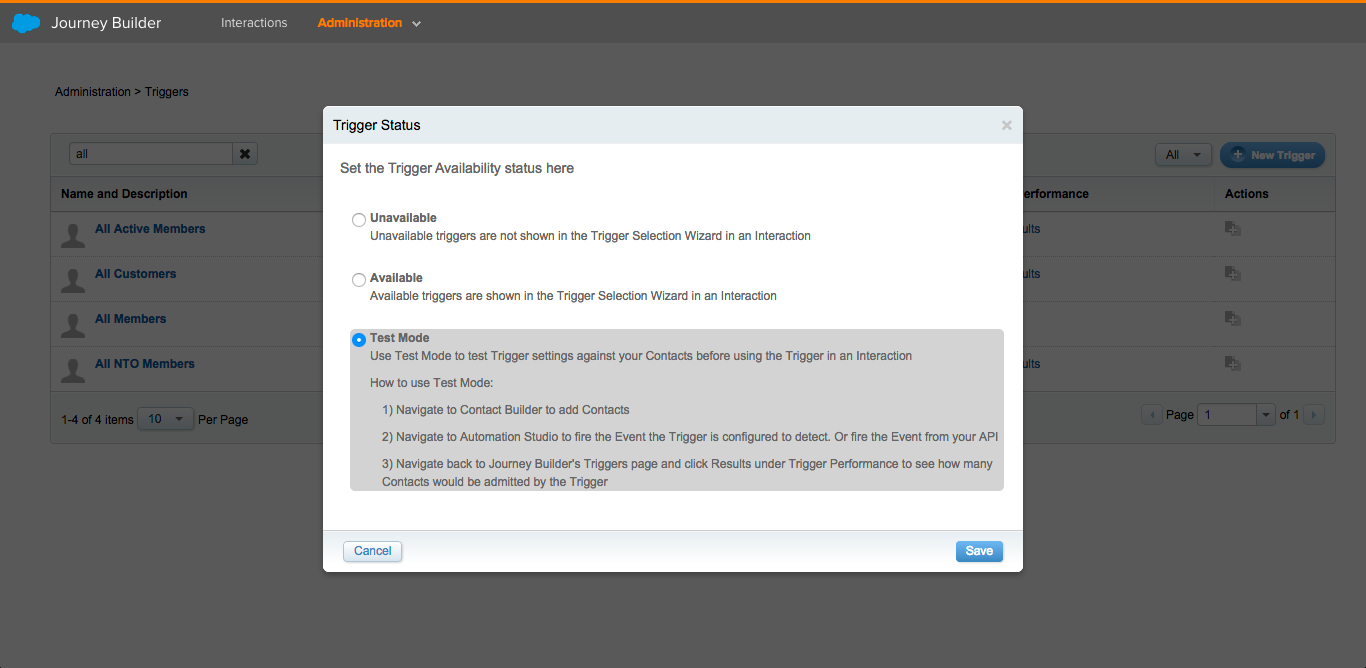 Journey Builder
Interactions
Administration
Administration > Triggers
all
All
New Trigger
Name and Description
erformance
Actions
All Active Members
ults
All Customers
ults
All Members
All NTO Members
ults
1-4 of 4 items
10
Per Page
Page
1
of 1
Trigger Status
Set the Trigger Availability status here
Unavailable
Unavailable triggers are not shown in the Trigger Selection Wizard in an Interaction
Available
Available triggers are shown in the Trigger Selection Wizard in an Interaction
Test Mode
Use Test Mode to test Trigger settings against your Contacts before using the Trigger in an Interaction
How to use Test Mode:
1) Navigate to Contact Builder to add Contacts
2) Navigate to Automation Studio to fire the Event the Trigger is configured to detect. Or fire the Event from your API
3) Navigate back to Journey Builder's Triggers page and click Results under Trigger Performance to see how many
Contacts would be admitted by the Trigger
Cancel
Save